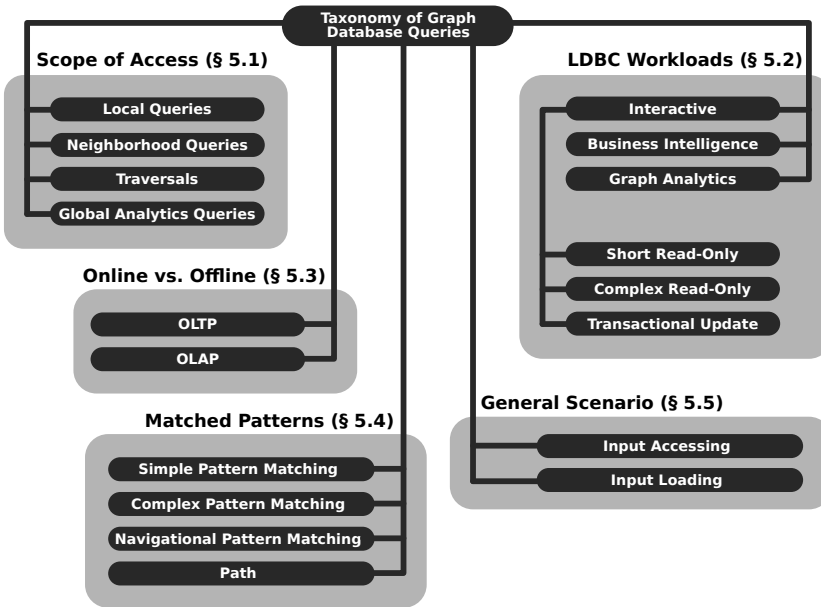 Taxonomy of Graph
Database Queries
Scope of Access (§ 5.1)
Local Queries
Neighborhood Queries
Traversals
Global Analytics Queries
LDBC Workloads (§ 5.2)
Interactive
Business Intelligence
Graph Analytics
Short Read-Only
Complex Read-Only
Transactional Update
Online vs. Offline (§ 5.3)
OLTP
OLAP
Matched Patterns (§ 5.4)
Simple Pattern Matching
Complex Pattern Matching
Navigational Pattern Matching
Path
General Scenario (§ 5.5)
Input Accessing
Input Loading